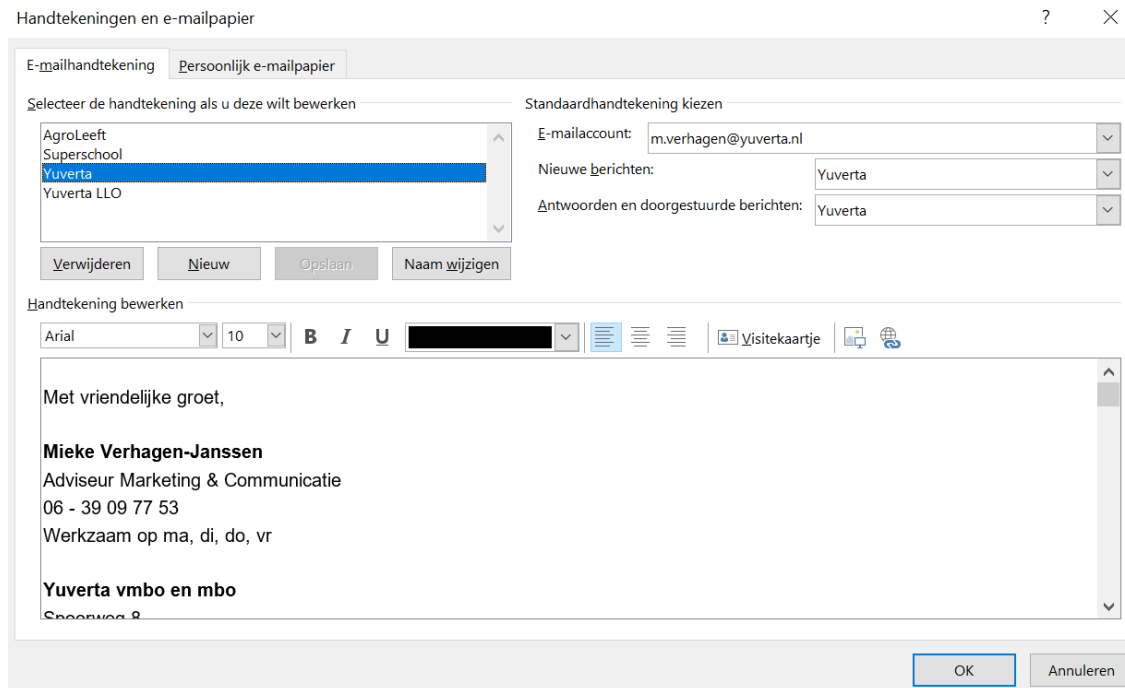 Handtekeningen en e-mailpapier
?
E-mailhandtekening
Persoonlijk e-mailpapier
Selecteer de handtekening als u deze wilt bewerken
AgroLeeft
Superschool
Yuverta
Yuverta LLO
Verwijderen
Nieuw
Opslaan
Naam wijzigen
Standaardhandtekening kiezen
E-mailaccount: m.verhagen@yuverta.nl
Nieuwe berichten: Yuverta
Antwoorden en doorgestuurde berichten: Yuverta
Handtekening bewerken
Arial 10 B I U Visitekaartje
Met vriendelijke groet,
Mieke Verhagen-Janssen
Adviseur Marketing & Communicatie
06 - 39 09 77 53
Werkzaam op ma, di, do, vr
Yuverta vmbo en mbo
Spoorweg 8
OK
Annuleren